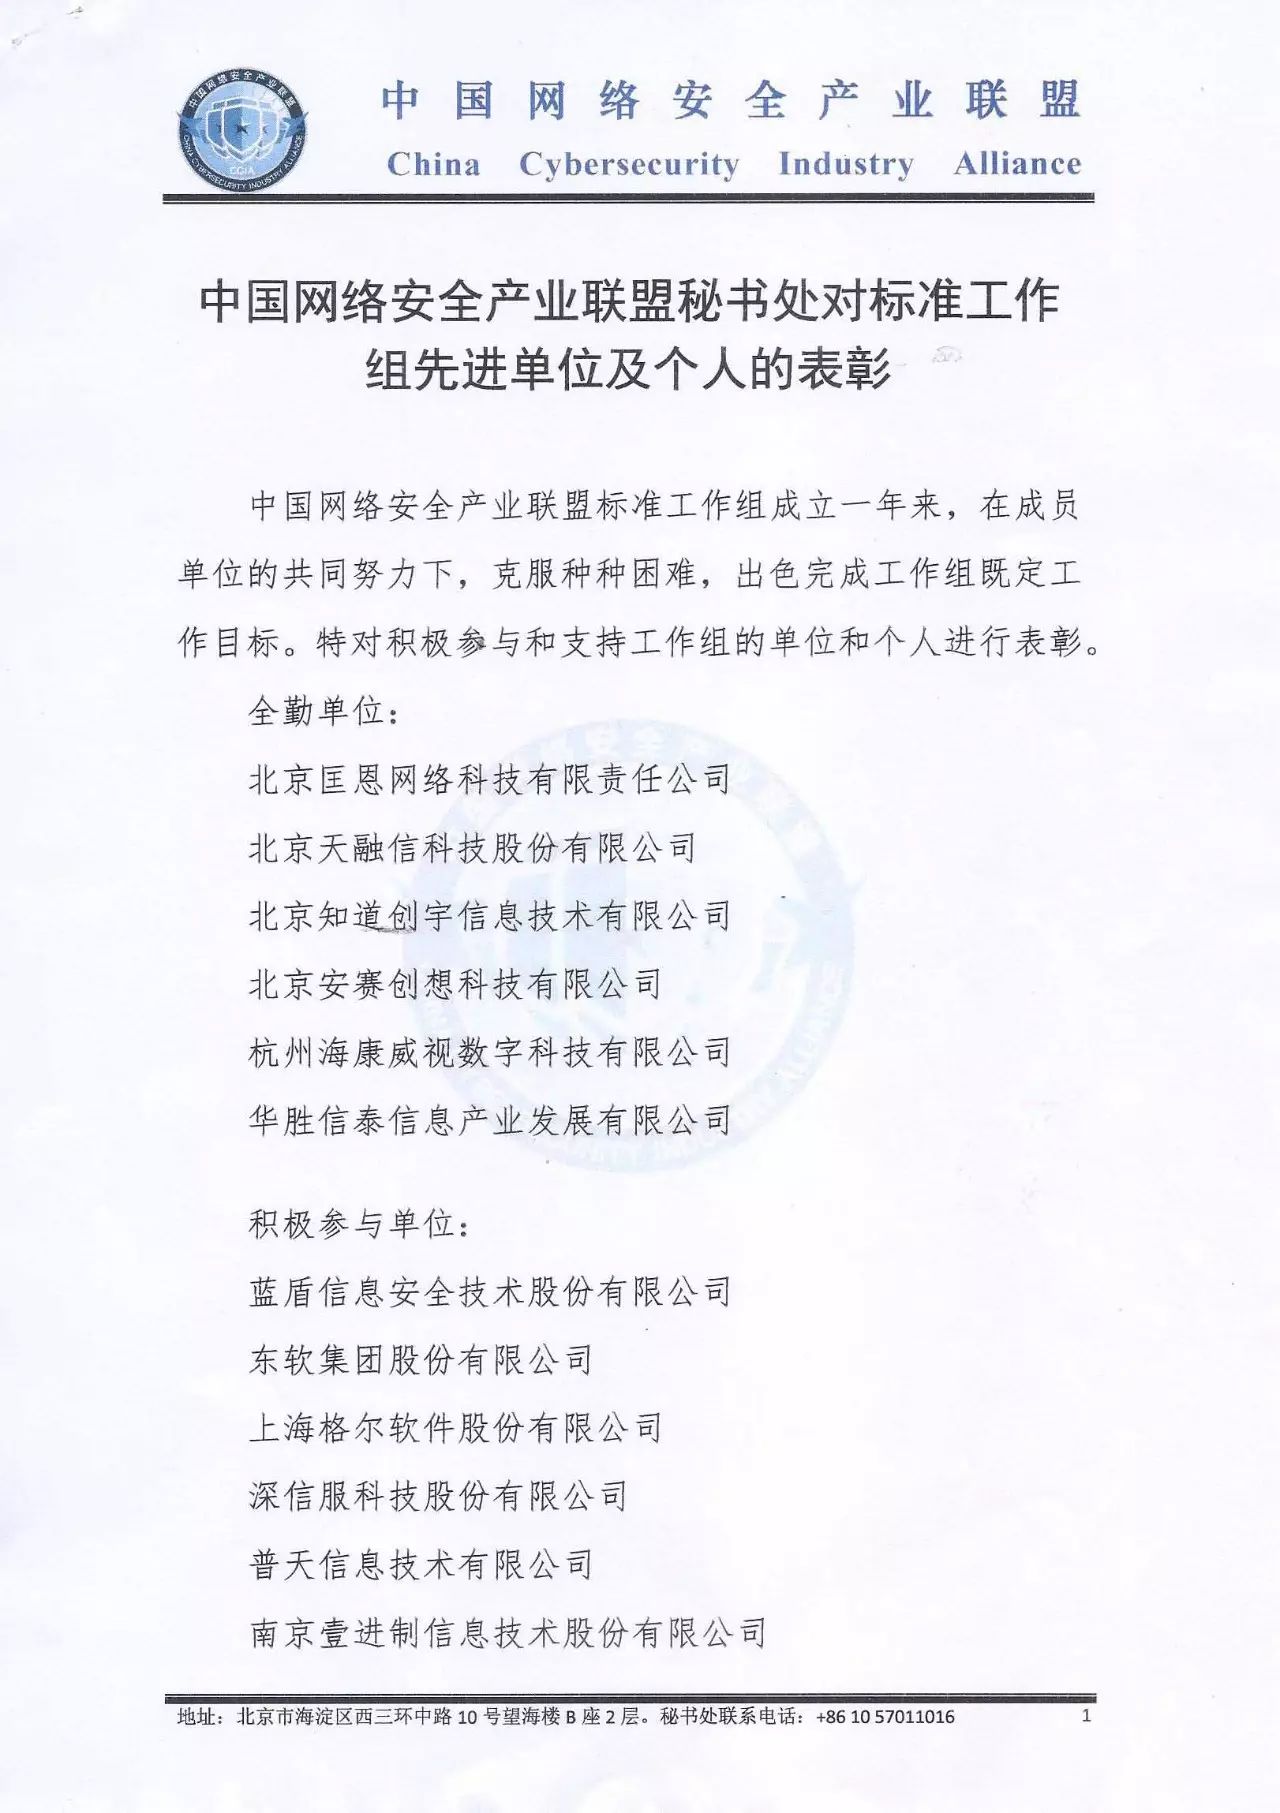 中国网络安全产业联盟
China Cybersecurity Industry Alliance
中国网络安全产业联盟
CHINA CYBERSECURITY INDUSTRY ALLIANCE
CCIA
中国网络安全产业联盟秘书处对标准工作
组先进单位及个人的表彰
中国网络安全产业联盟标准工作组成立一年来，在成员
单位的共同努力下，克服种种困难，出色完成工作组既定工
作目标。特对积极参与和支持工作组的单位和个人进行表彰。
全勤单位：
北京匡恩网络科技有限责任公司
北京天融信科技股份有限公司
北京知道创宇信息技术有限公司
北京安赛创想科技有限公司
杭州海康威视数字科技有限公司
华胜信泰信息产业发展有限公司
积极参与单位：
蓝盾信息安全技术股份有限公司
东软集团股份有限公司
上海格尔软件股份有限公司
深信服科技股份有限公司
普天信息技术有限公司
南京壹进制信息技术股份有限公司
地址：北京市海淀区西三环中路 10 号望海楼 B 座 2 层。秘书处联系电话：+86 10 57011016 1